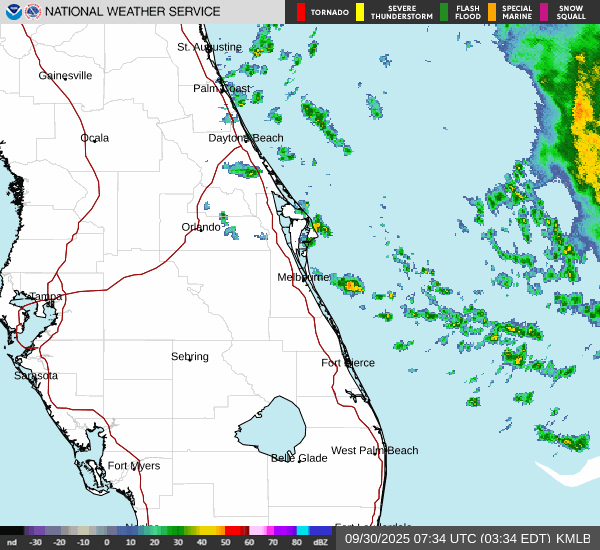 NATIONAL WEATHER SERVICE
TORNADO
SEVERE
THUNDERSTORM
FLASH
FLOOD
SPECIAL
MARINE
SNOW
SQUALL
St. Augustine
Gainesville
Palm Coast
Ocala
Daytona Beach
Orlando
Melbourne
Tampa
Sebring
Fort Pierce
Sarasota
West Palm Beach
Belle Glade
Fort Myers
nd -30 -20 -10 0 10 20 30 40 50 60 70 80 dBZ
09/30/2025 07:34 UTC (03:34 EDT) KMLB